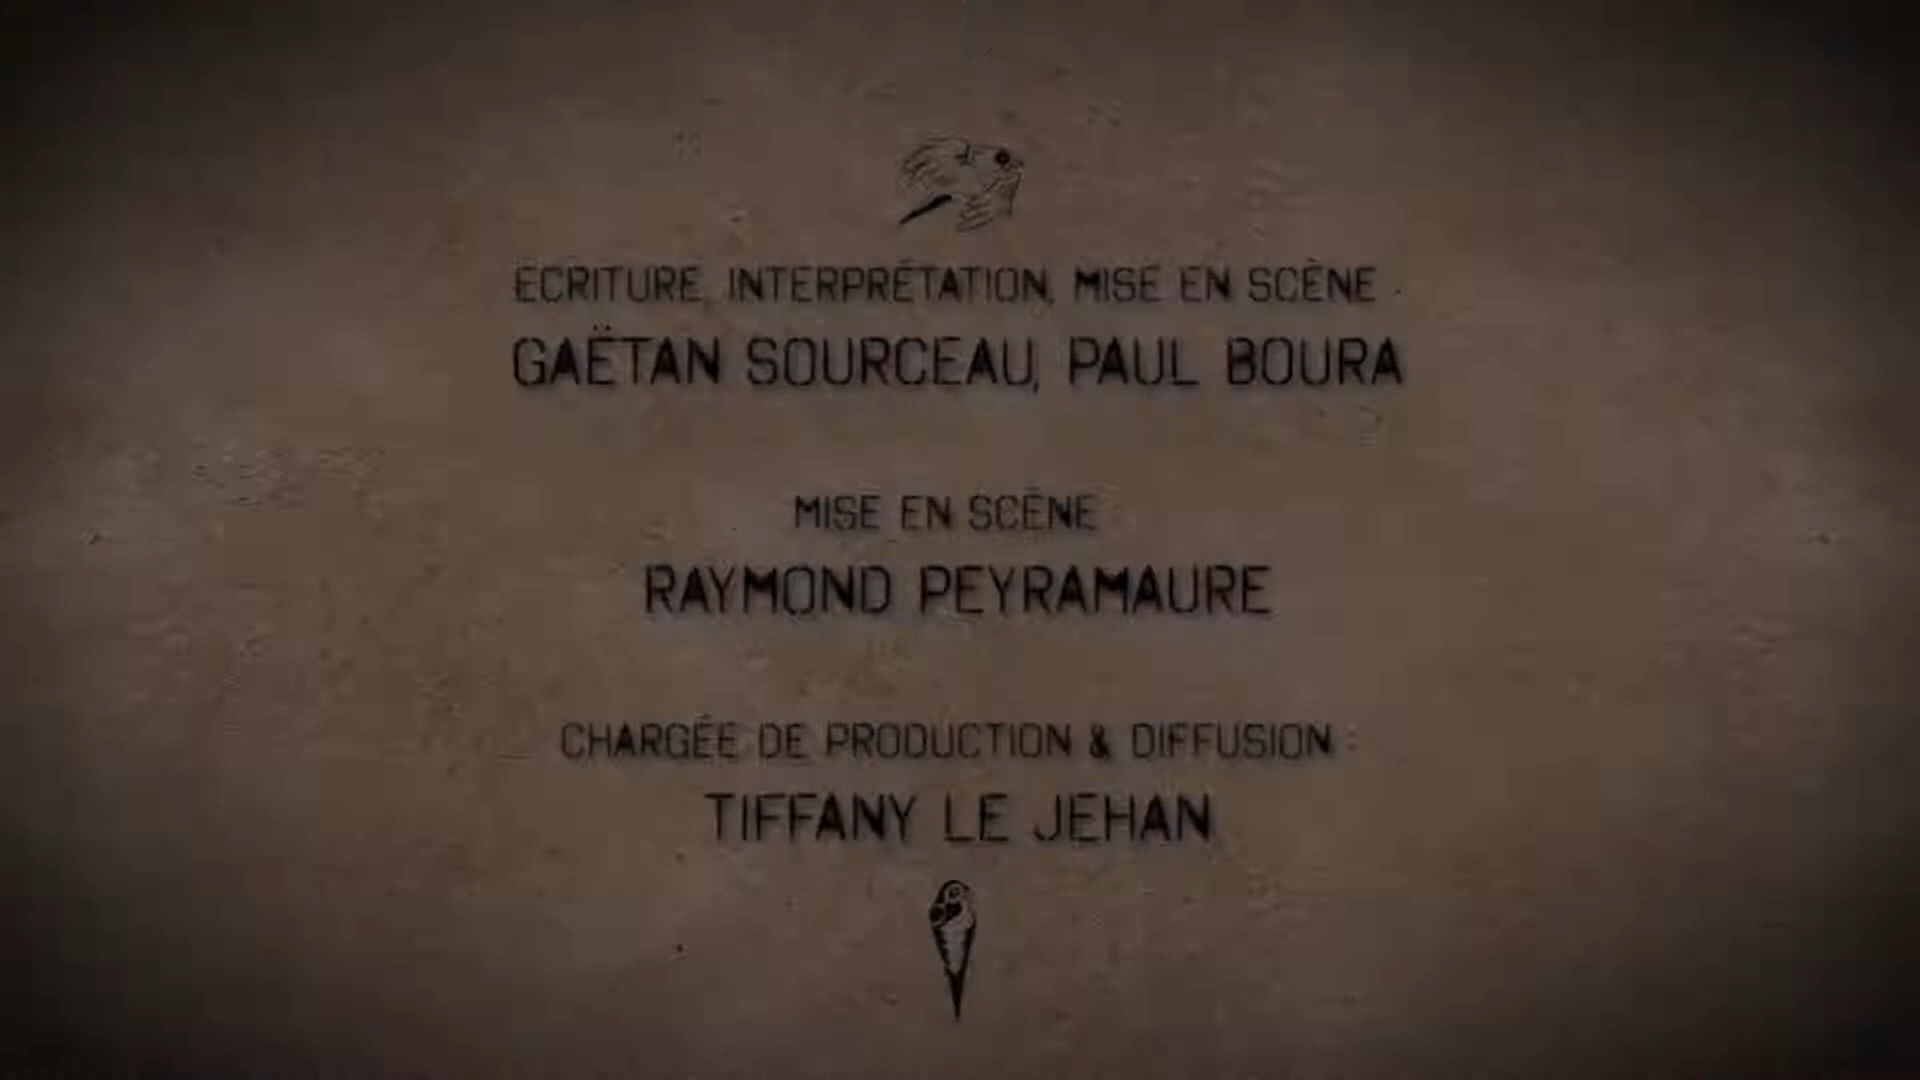 ECRITURE, INTERPRÉTATION, MISE EN SCÈNE
GAËTAN SOURCEAU, PAUL BOURA
MISE EN SCÈNE
RAYMOND PEYRAMAURE
CHARGÉE DE PRODUCTION & DIFFUSION :
TIFFANY LE JEHAN